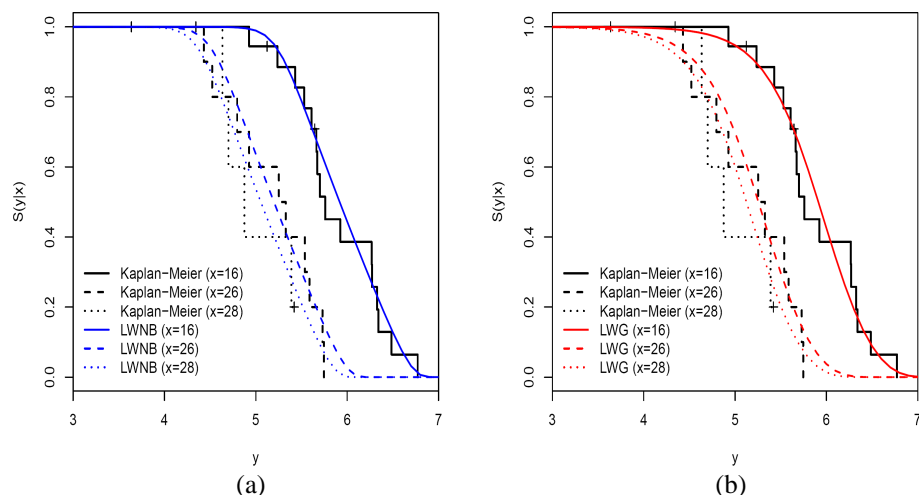 1.0
0.8
0.6
0.4
0.2
0.0
S(y|x)
Kaplan−Meier (x=16)
Kaplan−Meier (x=26)
Kaplan−Meier (x=28)
LWNB (x=16)
LWNB (x=26)
LWNB (x=28)
3 4 5 6 7
y
(a)
1.0
0.8
0.6
0.4
0.2
0.0
S(y|x)
Kaplan−Meier (x=16)
Kaplan−Meier (x=26)
Kaplan−Meier (x=28)
LWG (x=16)
LWG (x=26)
LWG (x=28)
3 4 5 6 7
y
(b)